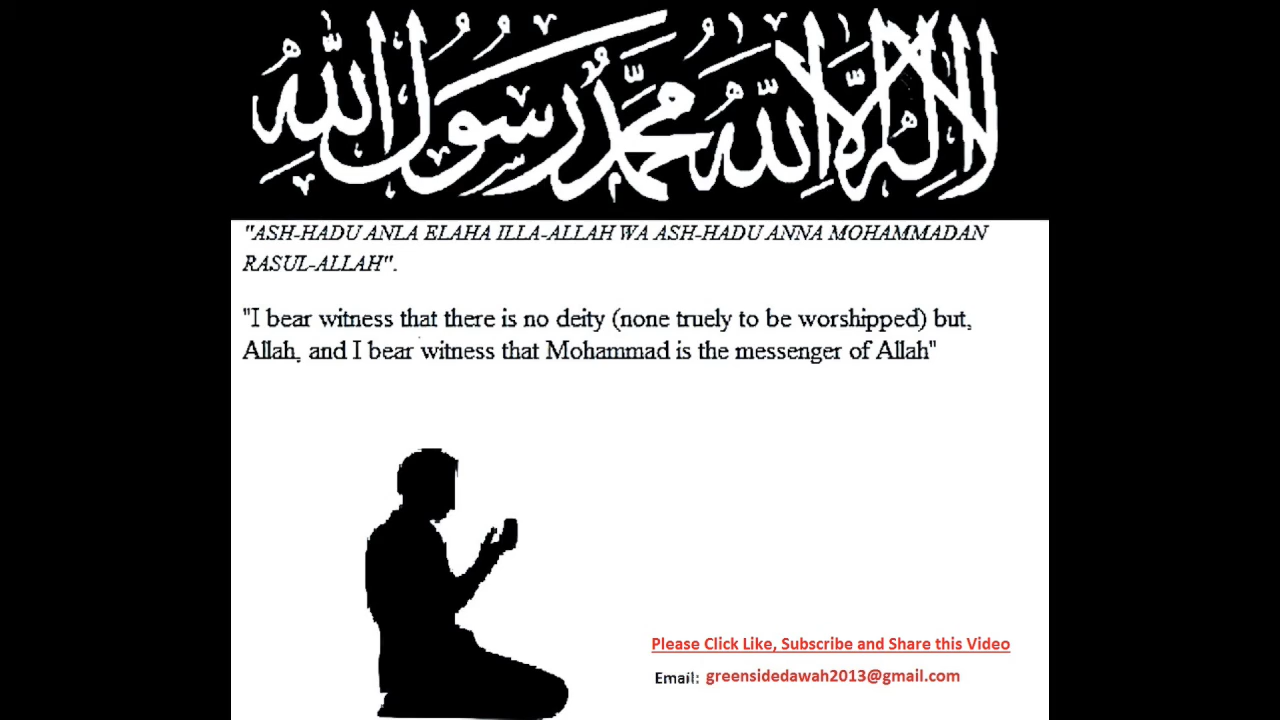 لا إله إلا الله محمد رسول الله
"ASH-HADU ANLA ELAHA ILLA-ALLAH WA ASH-HADU ANNA MOHAMMADAN
RASUL-ALLAH".
"I bear witness that there is no deity (none truely to be worshipped) but,
Allah, and I bear witness that Mohammad is the messenger of Allah"
Please Click Like, Subscribe and Share this Video
Email: greensidedawah2013@gmail.com